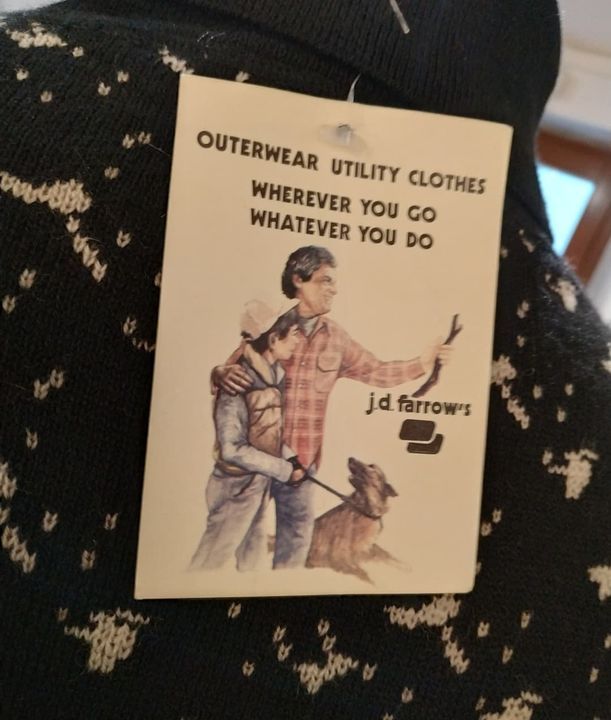 OUTERWEAR UTILITY CLOTHES
WHEREVER YOU GO
WHATEVER YOU DO
j.d. farrow's